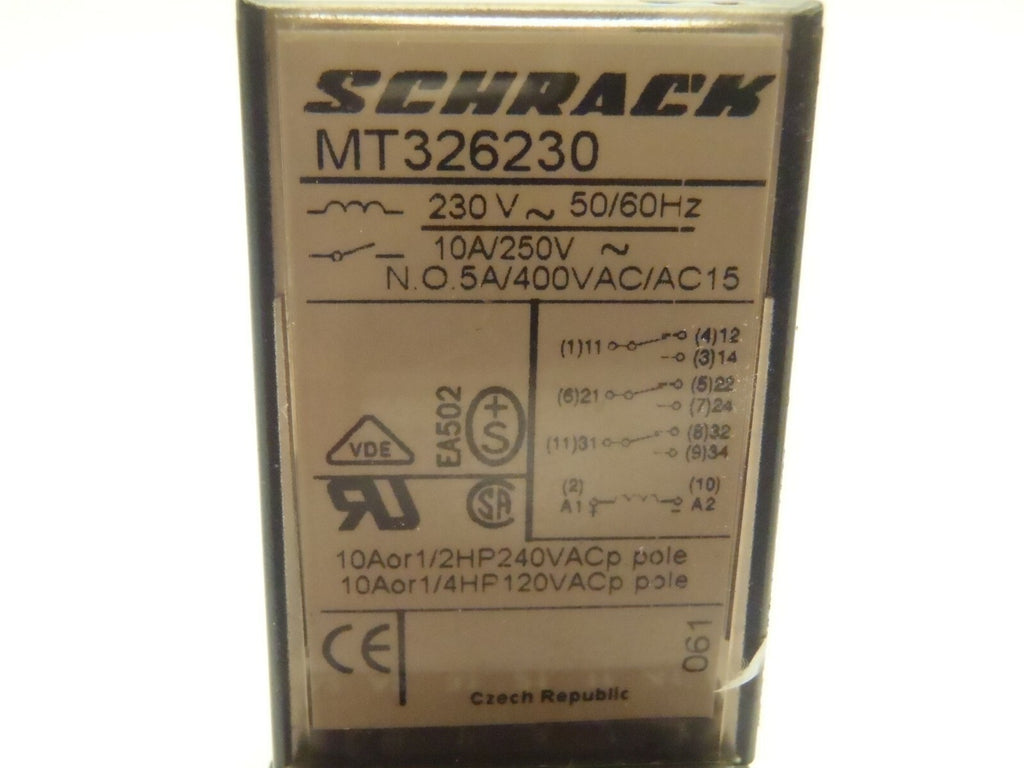 SCHRACK
MT326230
230 V ~ 50/60Hz
10A/250V ~
N.O.5A/400VAC/AC15
(1)11 (4)12
(3)14
(6)21 (5)22
(7)24
(11)31 (8)32
(9)34
(2) (10)
A1 A2
VDE
EA502
+S
RU
SA
10Aor1/2HP240VACp pole
10Aor1/4HP120VACp pole
CE
061
Czech Republic